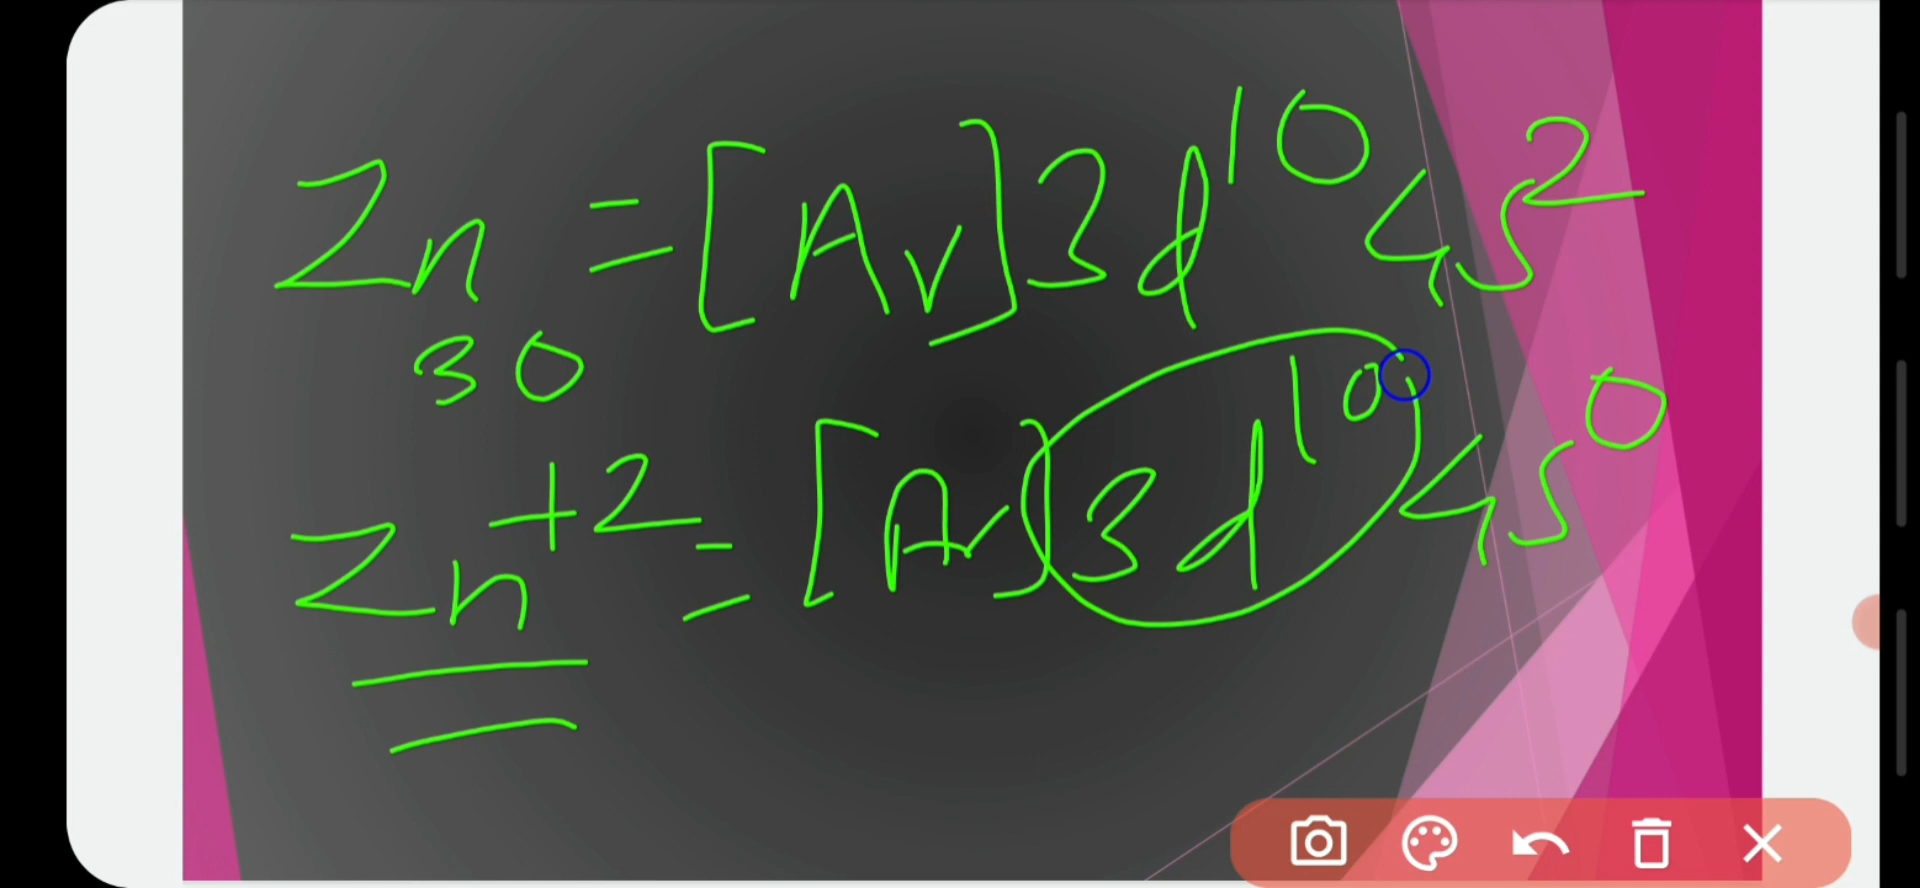 Zn = [Ar] 3d¹⁰ 4s²
30
Zn⁺² = [Ar] 3d¹⁰ 4s⁰